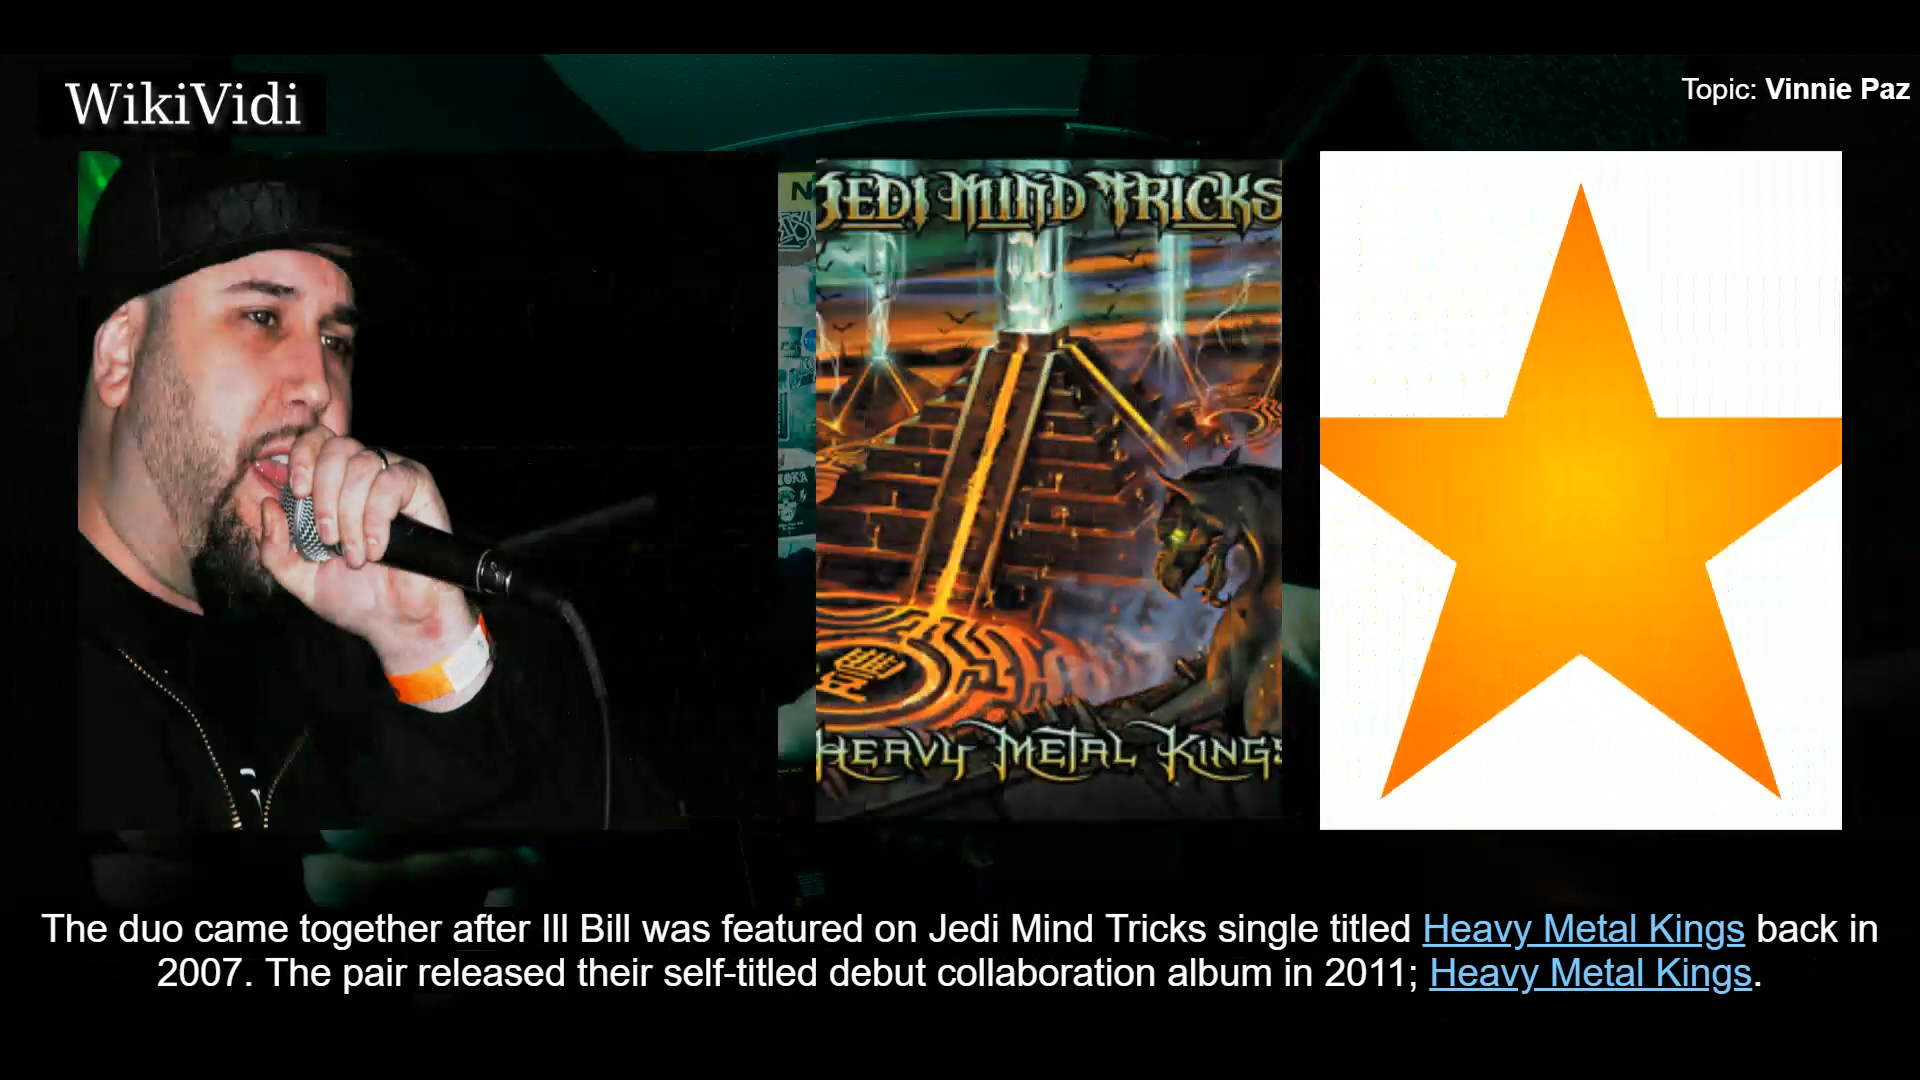 WikiVidi
Topic: Vinnie Paz
JEDI MIND TRICKS
HEAVY METAL KINGS
The duo came together after Ill Bill was featured on Jedi Mind Tricks single titled Heavy Metal Kings back in
2007. The pair released their self-titled debut collaboration album in 2011; Heavy Metal Kings.